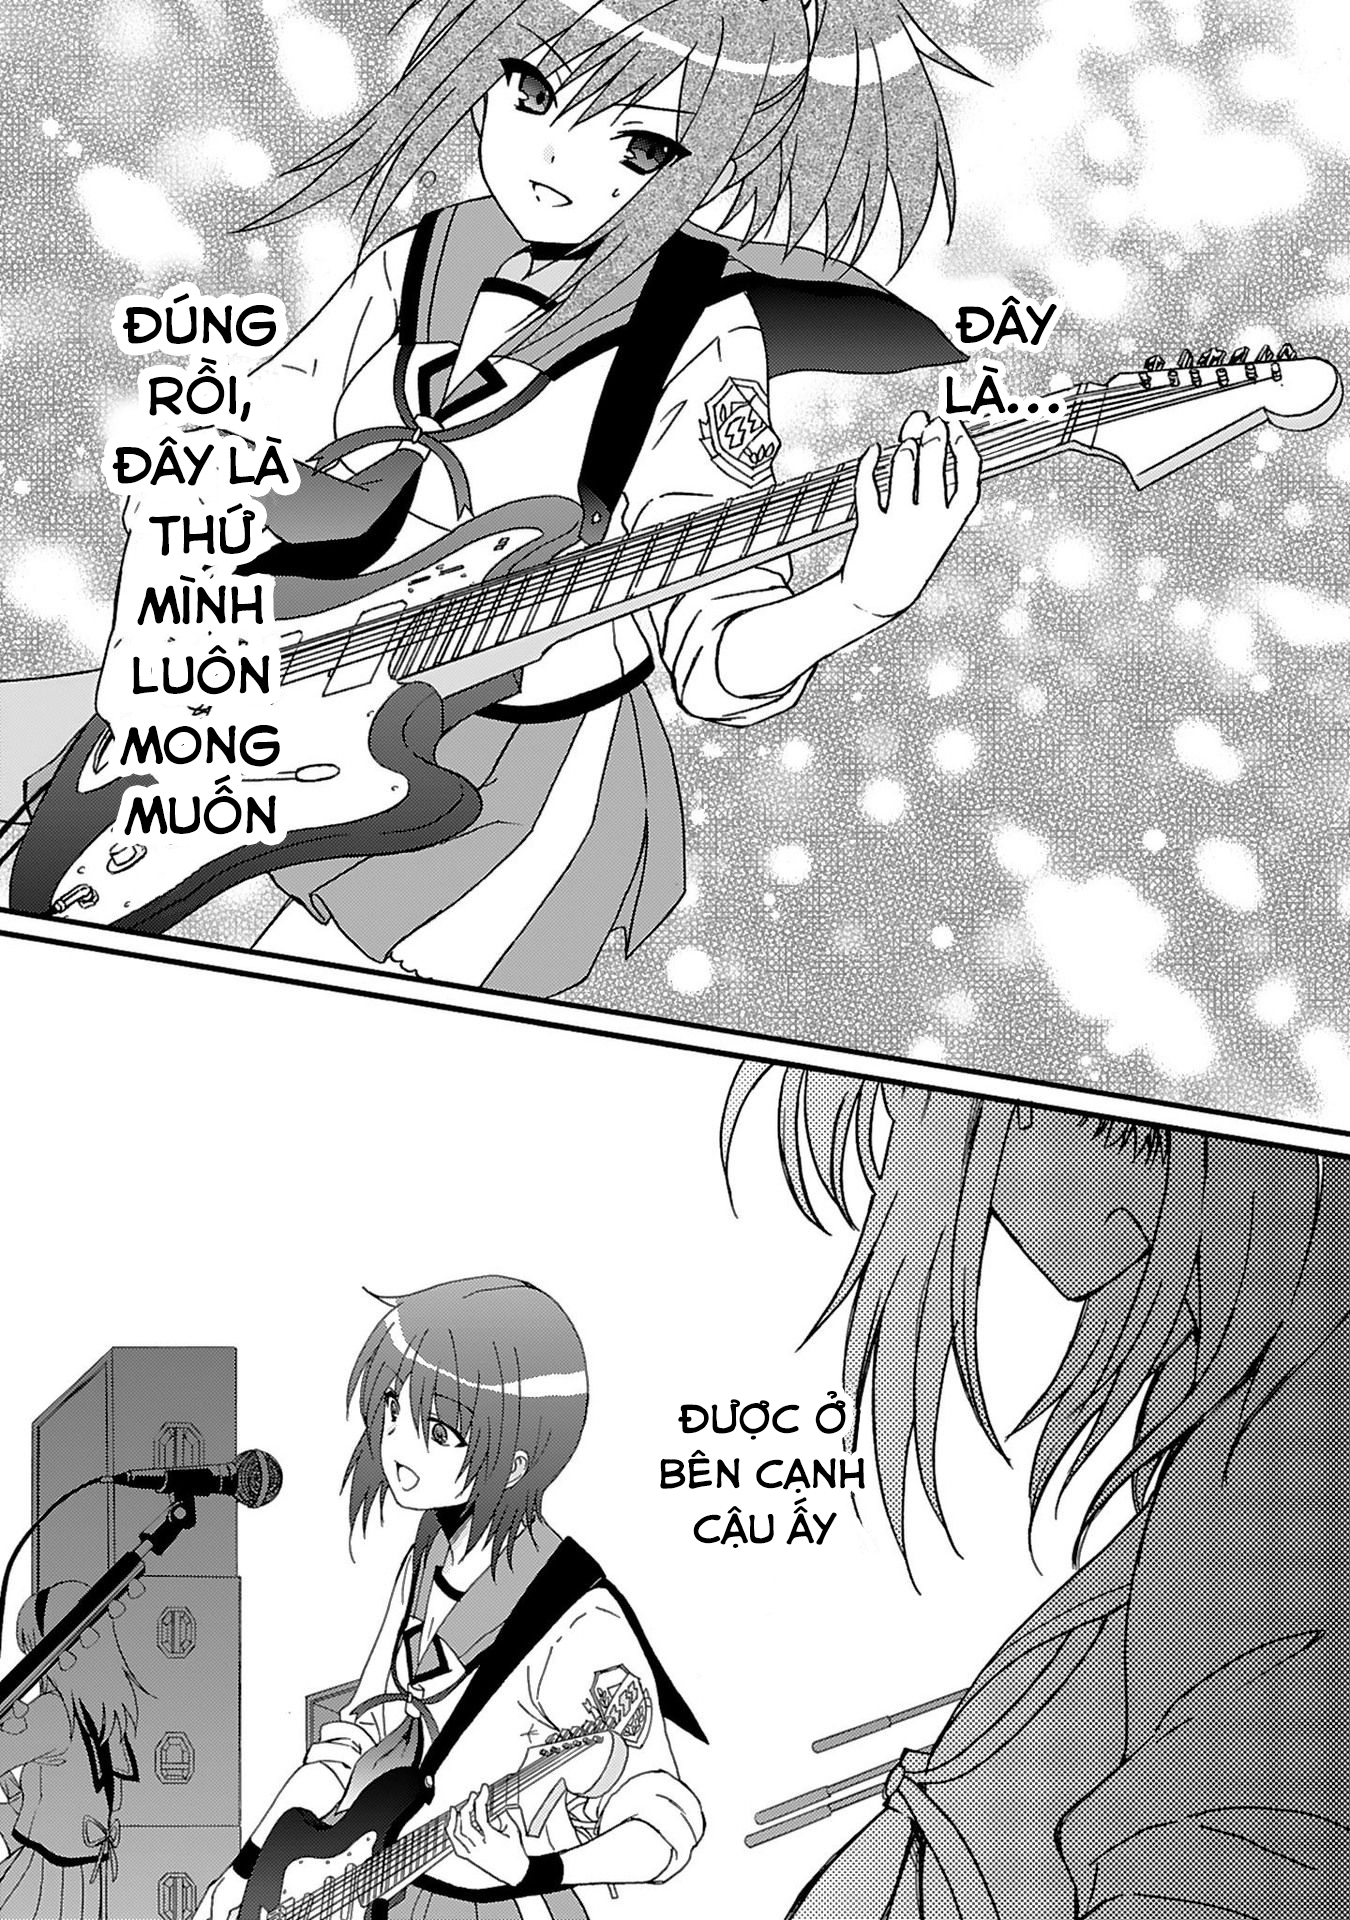 ĐÂY
LÀ...
ĐÚNG
RỒI,
ĐÂY LÀ
THỨ
MÌNH
LUÔN
MONG
MUỐN
ĐƯỢC Ở
BÊN CẠNH
CẬU ẤY